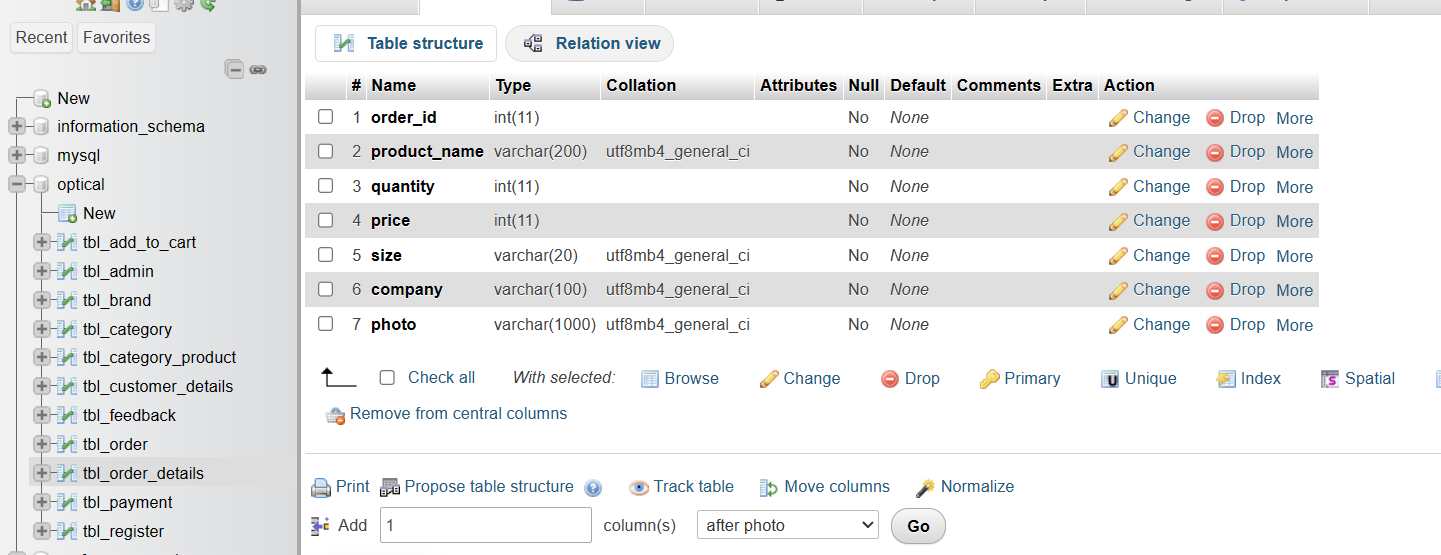 Recent Favorites
New
information_schema
mysql
optical
New
tbl_add_to_cart
tbl_admin
tbl_brand
tbl_category
tbl_category_product
tbl_customer_details
tbl_feedback
tbl_order
tbl_order_details
tbl_payment
tbl_register
Table structure Relation view
# Name Type Collation Attributes Null Default Comments Extra Action
1 order_id int(11) No None Change Drop More
2 product_name varchar(200) utf8mb4_general_ci No None Change Drop More
3 quantity int(11) No None Change Drop More
4 price int(11) No None Change Drop More
5 size varchar(20) utf8mb4_general_ci No None Change Drop More
6 company varchar(100) utf8mb4_general_ci No None Change Drop More
7 photo varchar(1000) utf8mb4_general_ci No None Change Drop More
Check all With selected: Browse Change Drop Primary Unique Index Spatial
Remove from central columns
Print Propose table structure Track table Move columns Normalize
Add 1 column(s) after photo Go